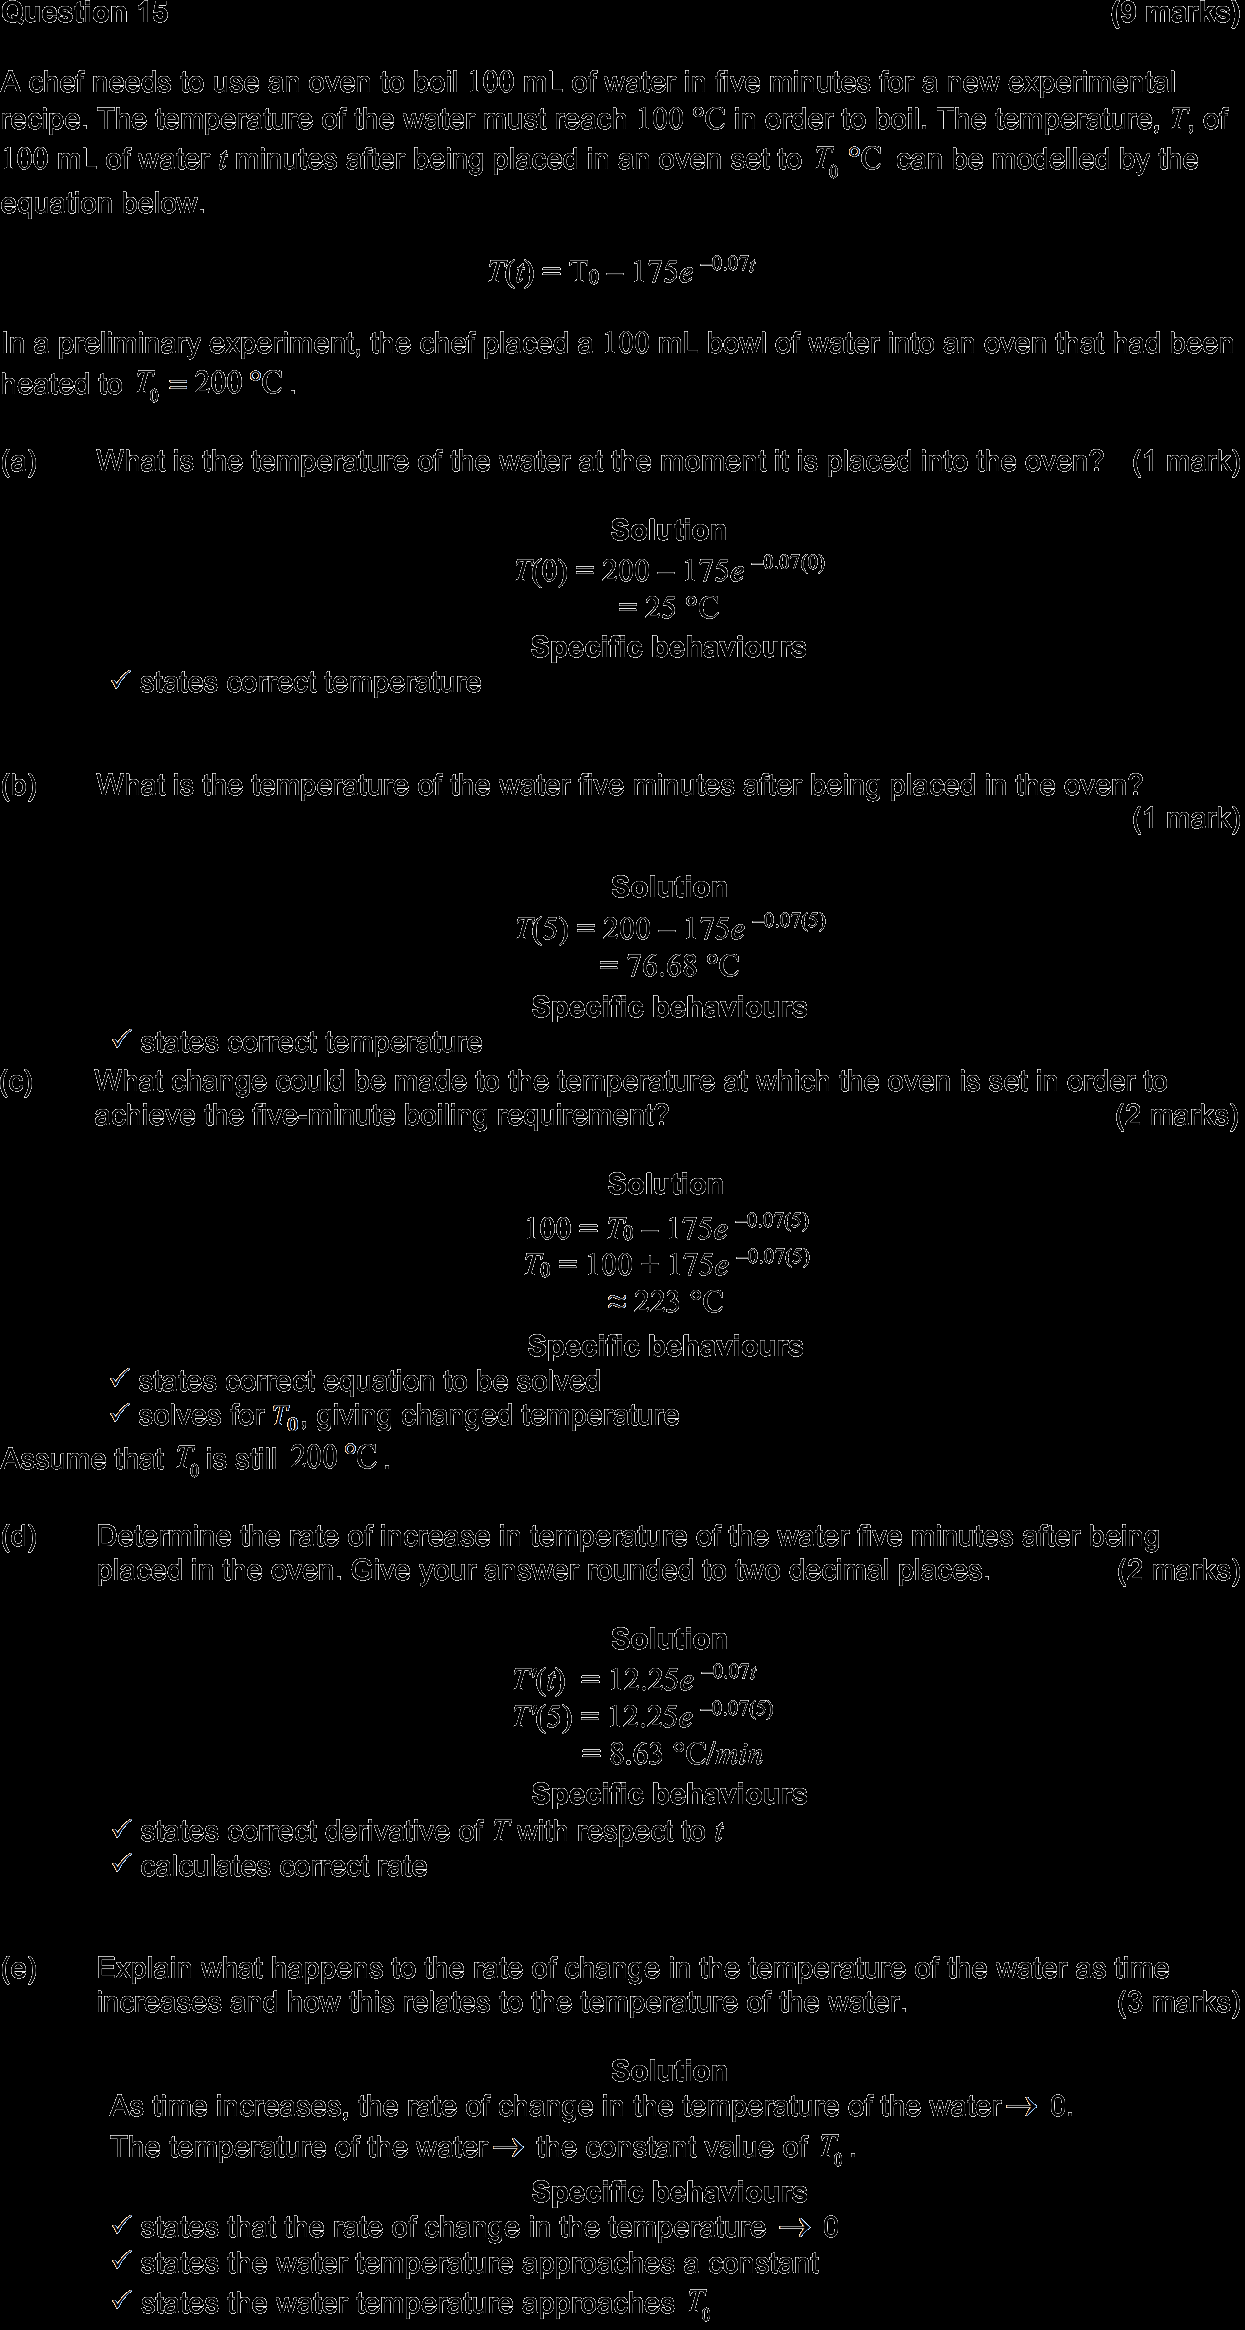 Question 15 (9 marks)
A chef needs to use an oven to boil 100 mL of water in five minutes for a new experimental
recipe. The temperature of the water must reach 100 °C in order to boil. The temperature, T, of
100 mL of water t minutes after being placed in an oven set to T₀ °C can be modelled by the
equation below.
T(t) = T₀ – 175e^(–0.07t)
In a preliminary experiment, the chef placed a 100 mL bowl of water into an oven that had been
heated to T₀ = 200 °C.
(a) What is the temperature of the water at the moment it is placed into the oven? (1 mark)
Solution
T(0) = 200 – 175e^(–0.07(0))
= 25 °C
Specific behaviours
✓ states correct temperature
(b) What is the temperature of the water five minutes after being placed in the oven?
(1 mark)
Solution
T(5) = 200 – 175e^(–0.07(5))
= 76.68 °C
Specific behaviours
✓ states correct temperature
(c) What change could be made to the temperature at which the oven is set in order to
achieve the five-minute boiling requirement? (2 marks)
Solution
100 = T₀ – 175e^(–0.07(5))
T₀ = 100 + 175e^(–0.07(5))
≈ 223 °C
Specific behaviours
✓ states correct equation to be solved
✓ solves for T₀, giving changed temperature
Assume that T₀ is still 200 °C.
(d) Determine the rate of increase in temperature of the water five minutes after being
placed in the oven. Give your answer rounded to two decimal places. (2 marks)
Solution
T'(t) = 12.25e^(–0.07t)
T'(5) = 12.25e^(–0.07(5))
= 8.63 °C/min
Specific behaviours
✓ states correct derivative of T with respect to t
✓ calculates correct rate
(e) Explain what happens to the rate of change in the temperature of the water as time
increases and how this relates to the temperature of the water. (3 marks)
Solution
As time increases, the rate of change in the temperature of the water → 0.
The temperature of the water → the constant value of T₀.
Specific behaviours
✓ states that the rate of change in the temperature → 0
✓ states the water temperature approaches a constant
✓ states the water temperature approaches T₀